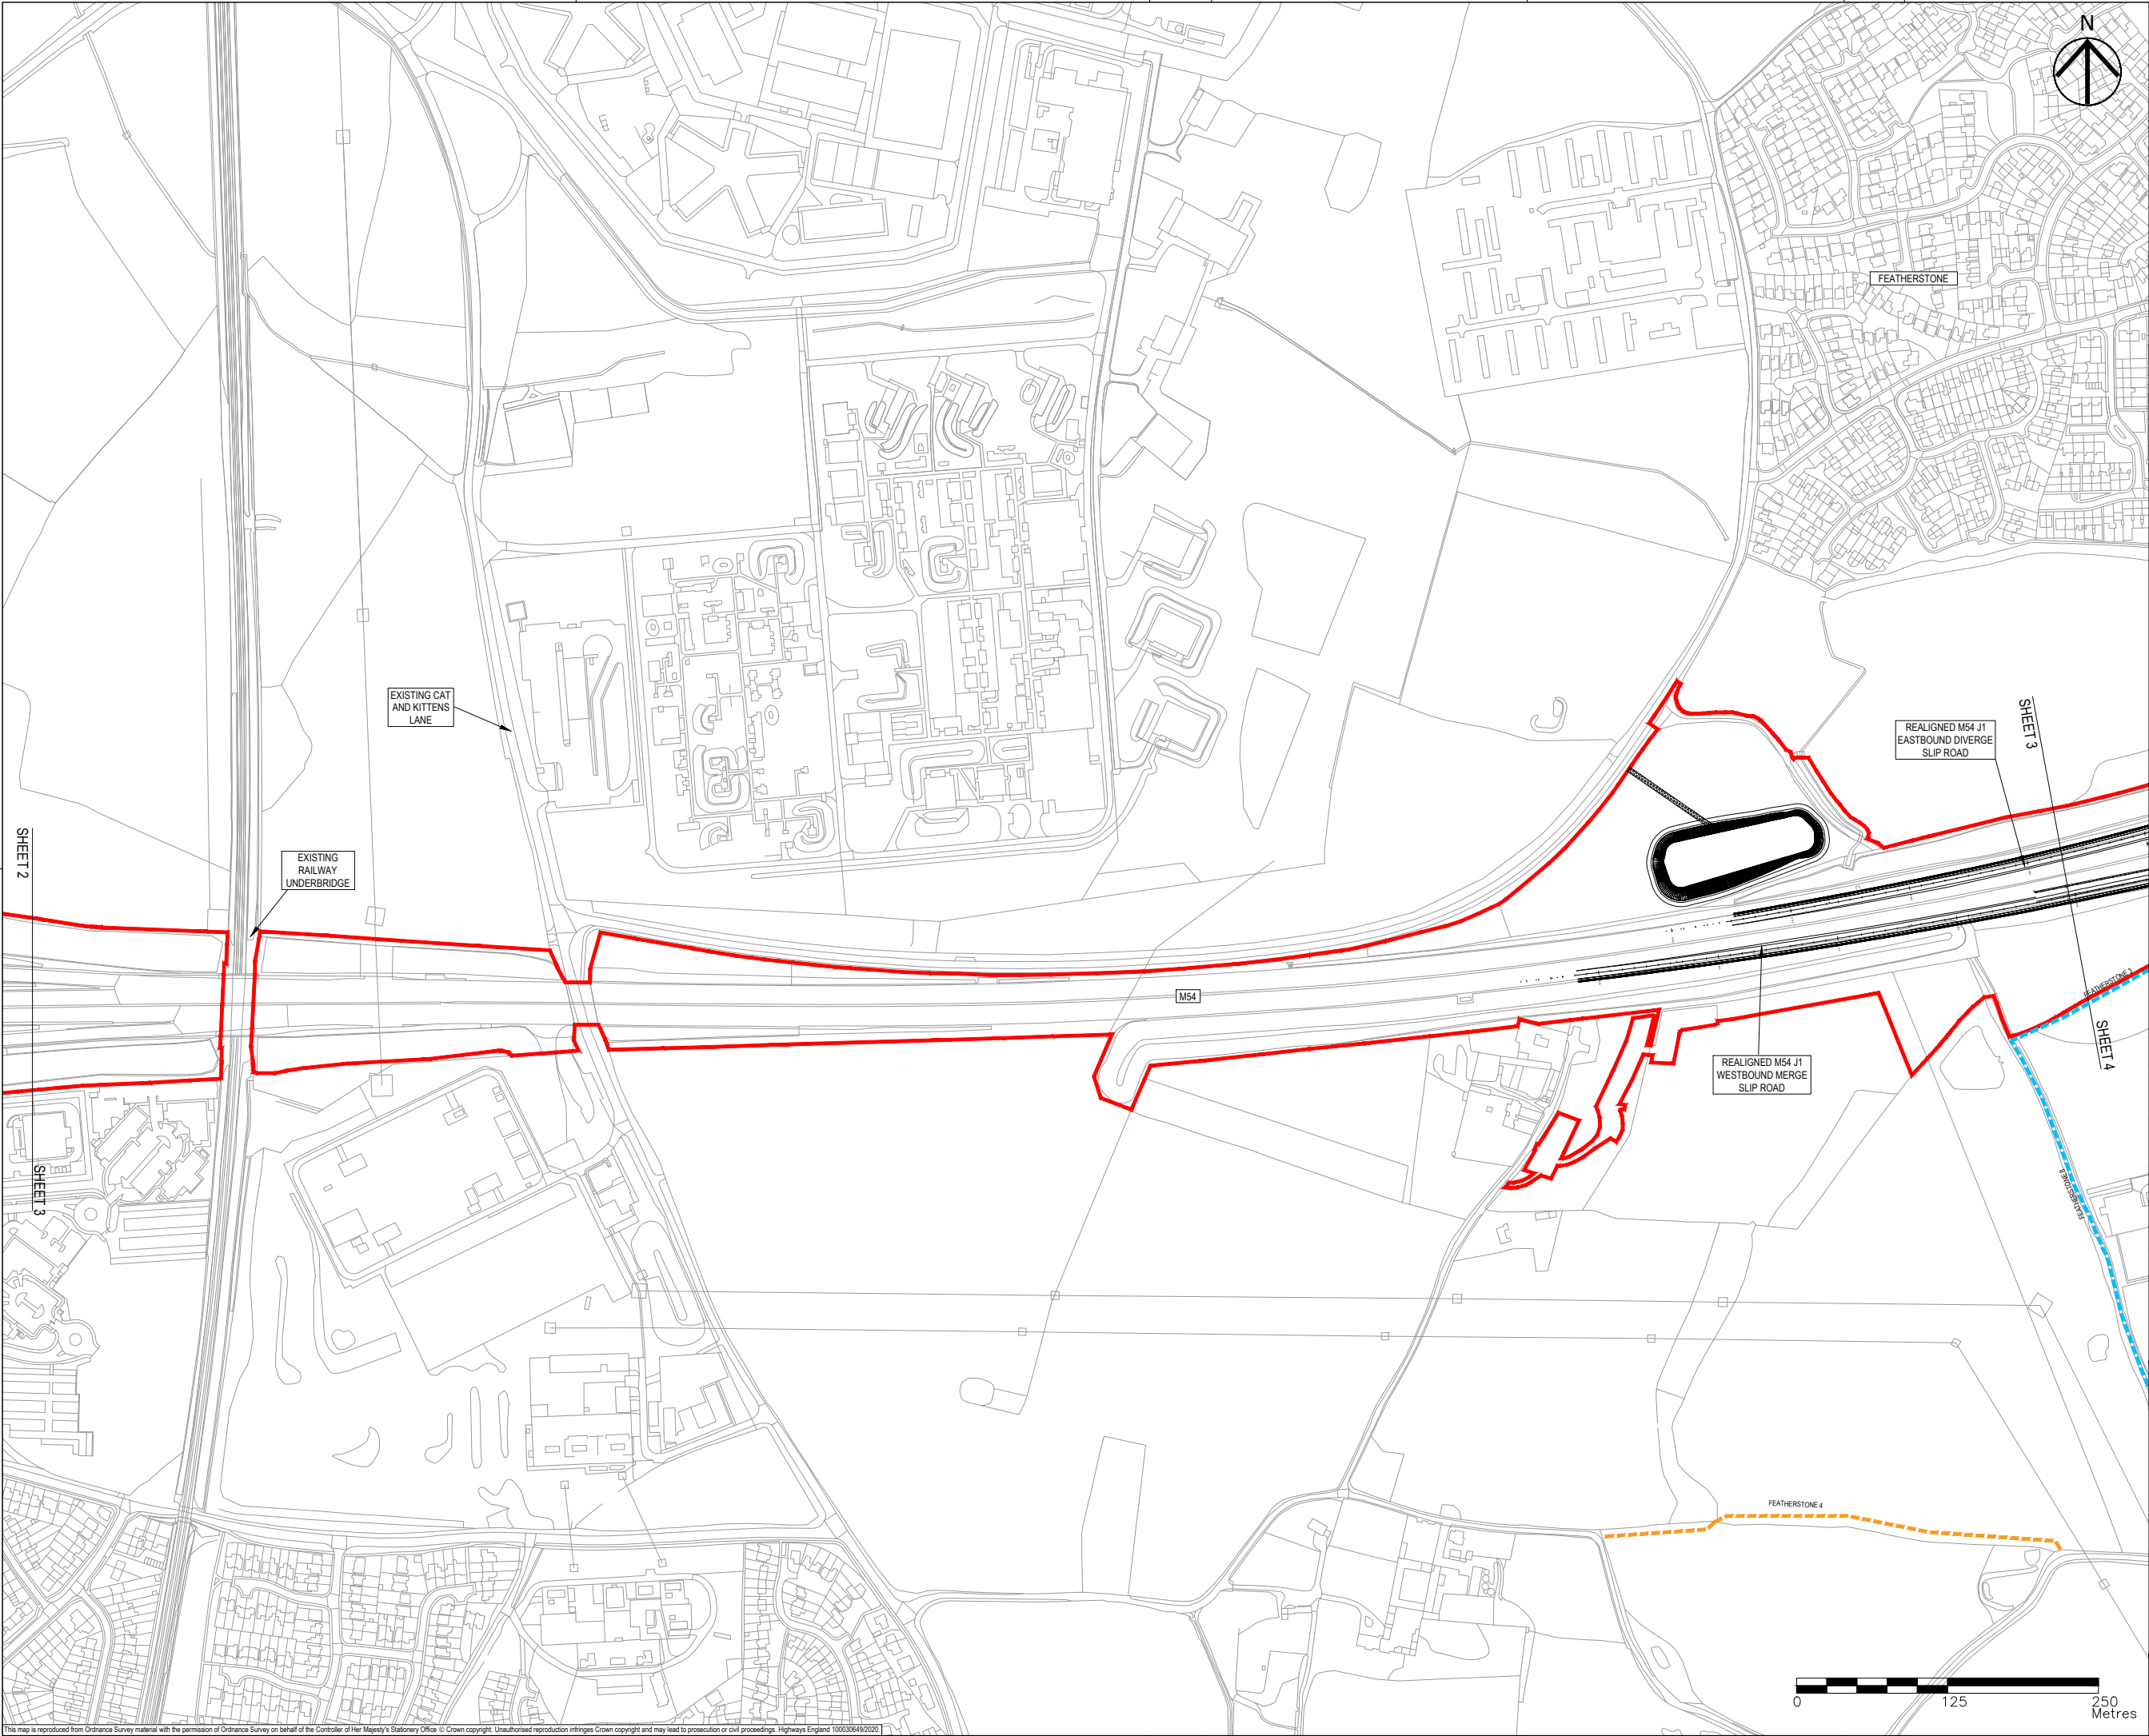 N
FEATHERSTONE
EXISTING CAT
AND KITTENS
LANE
SHEET 3
REALIGNED M54 J1
EASTBOUND DIVERGE
SLIP ROAD
SHEET 2
EXISTING
RAILWAY
UNDERBRIDGE
M54
FEATHERSTONE 3
SHEET 4
REALIGNED M54 J1
WESTBOUND MERGE
SLIP ROAD
SHEET 3
FEATHERSTONE 8
FEATHERSTONE 4
0 125 250
Metres
This map is reproduced from Ordnance Survey material with the permission of Ordnance Survey on behalf of the Controller of Her Majesty's Stationery Office © Crown copyright. Unauthorised reproduction infringes Crown copyright and may lead to prosecution or civil proceedings. Highways England 100030649/2020.